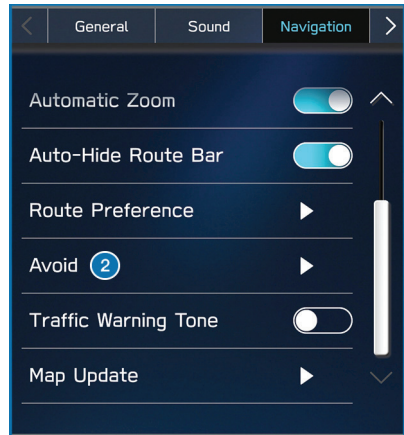 General Sound Navigation
Automatic Zoom
Auto-Hide Route Bar
Route Preference
Avoid 2
Traffic Warning Tone
Map Update